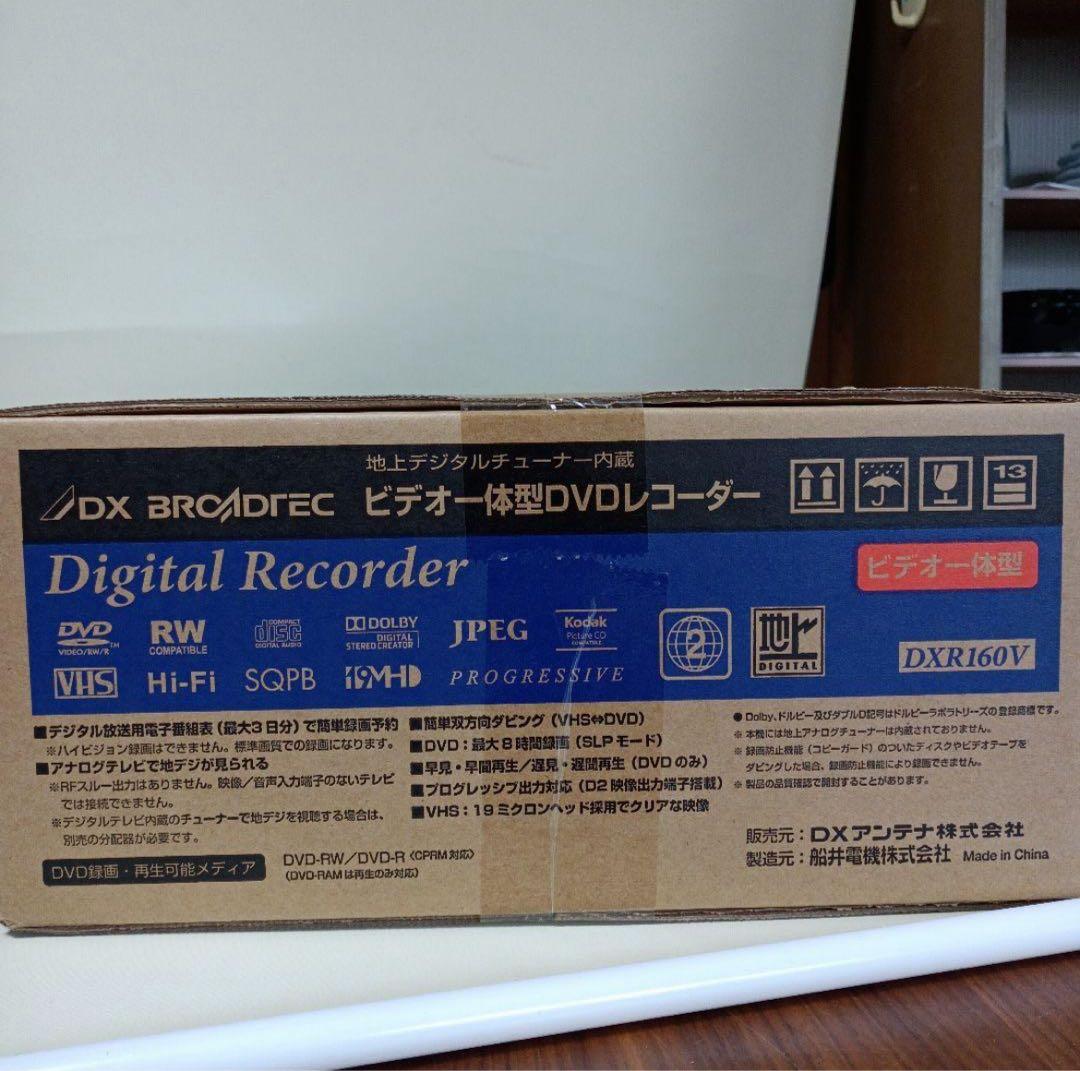 地上デジタルチューナー内蔵
DX BROADTEC ビデオ一体型DVDレコーダー
13
Digital Recorder
ビデオ一体型
DVD VIDEO/RW/R TM
RW COMPATIBLE
COMPACT disc DIGITAL AUDIO
DOLBY DIGITAL STEREO CREATOR
JPEG
Kodak Picture CD COMPATIBLE
2
地上 DIGITAL
VHS Hi-Fi SQPB 19MHD PROGRESSIVE
DXR160V
■デジタル放送用電子番組表(最大3日分)で簡単録画予約
※ハイビジョン録画はできません。標準画質での録画になります。
■アナログテレビで地デジが見られる
※RFスルー出力はありません。映像/音声入力端子のないテレビ
では接続できません。
※デジタルテレビ内蔵のチューナーで地デジを視聴する場合は、
別売の分配器が必要です。
DVD録画・再生可能メディア
DVD-RW/DVD-R〈CPRM対応〉
(DVD-RAMは再生のみ対応)
■簡単双方向ダビング(VHS⇔DVD)
■DVD:最大8時間録画(SLPモード)
■早見・早聞再生/遅見・遅聞再生(DVDのみ)
■プログレッシブ出力対応(D2映像出力端子搭載)
■VHS:19ミクロンヘッド採用でクリアな映像
●Dolby、ドルビー及びダブルD記号はドルビーラボラトリーズの登録商標です。
※本機には地上アナログチューナーは内蔵されておりません。
※録画防止機能(コピーガード)のついたディスクやビデオテープを
ダビングした場合、録画防止機能により録画できません。
※製品の品質確認で開封することがあります。
販売元:DXアンテナ株式会社
製造元:船井電機株式会社 Made in China